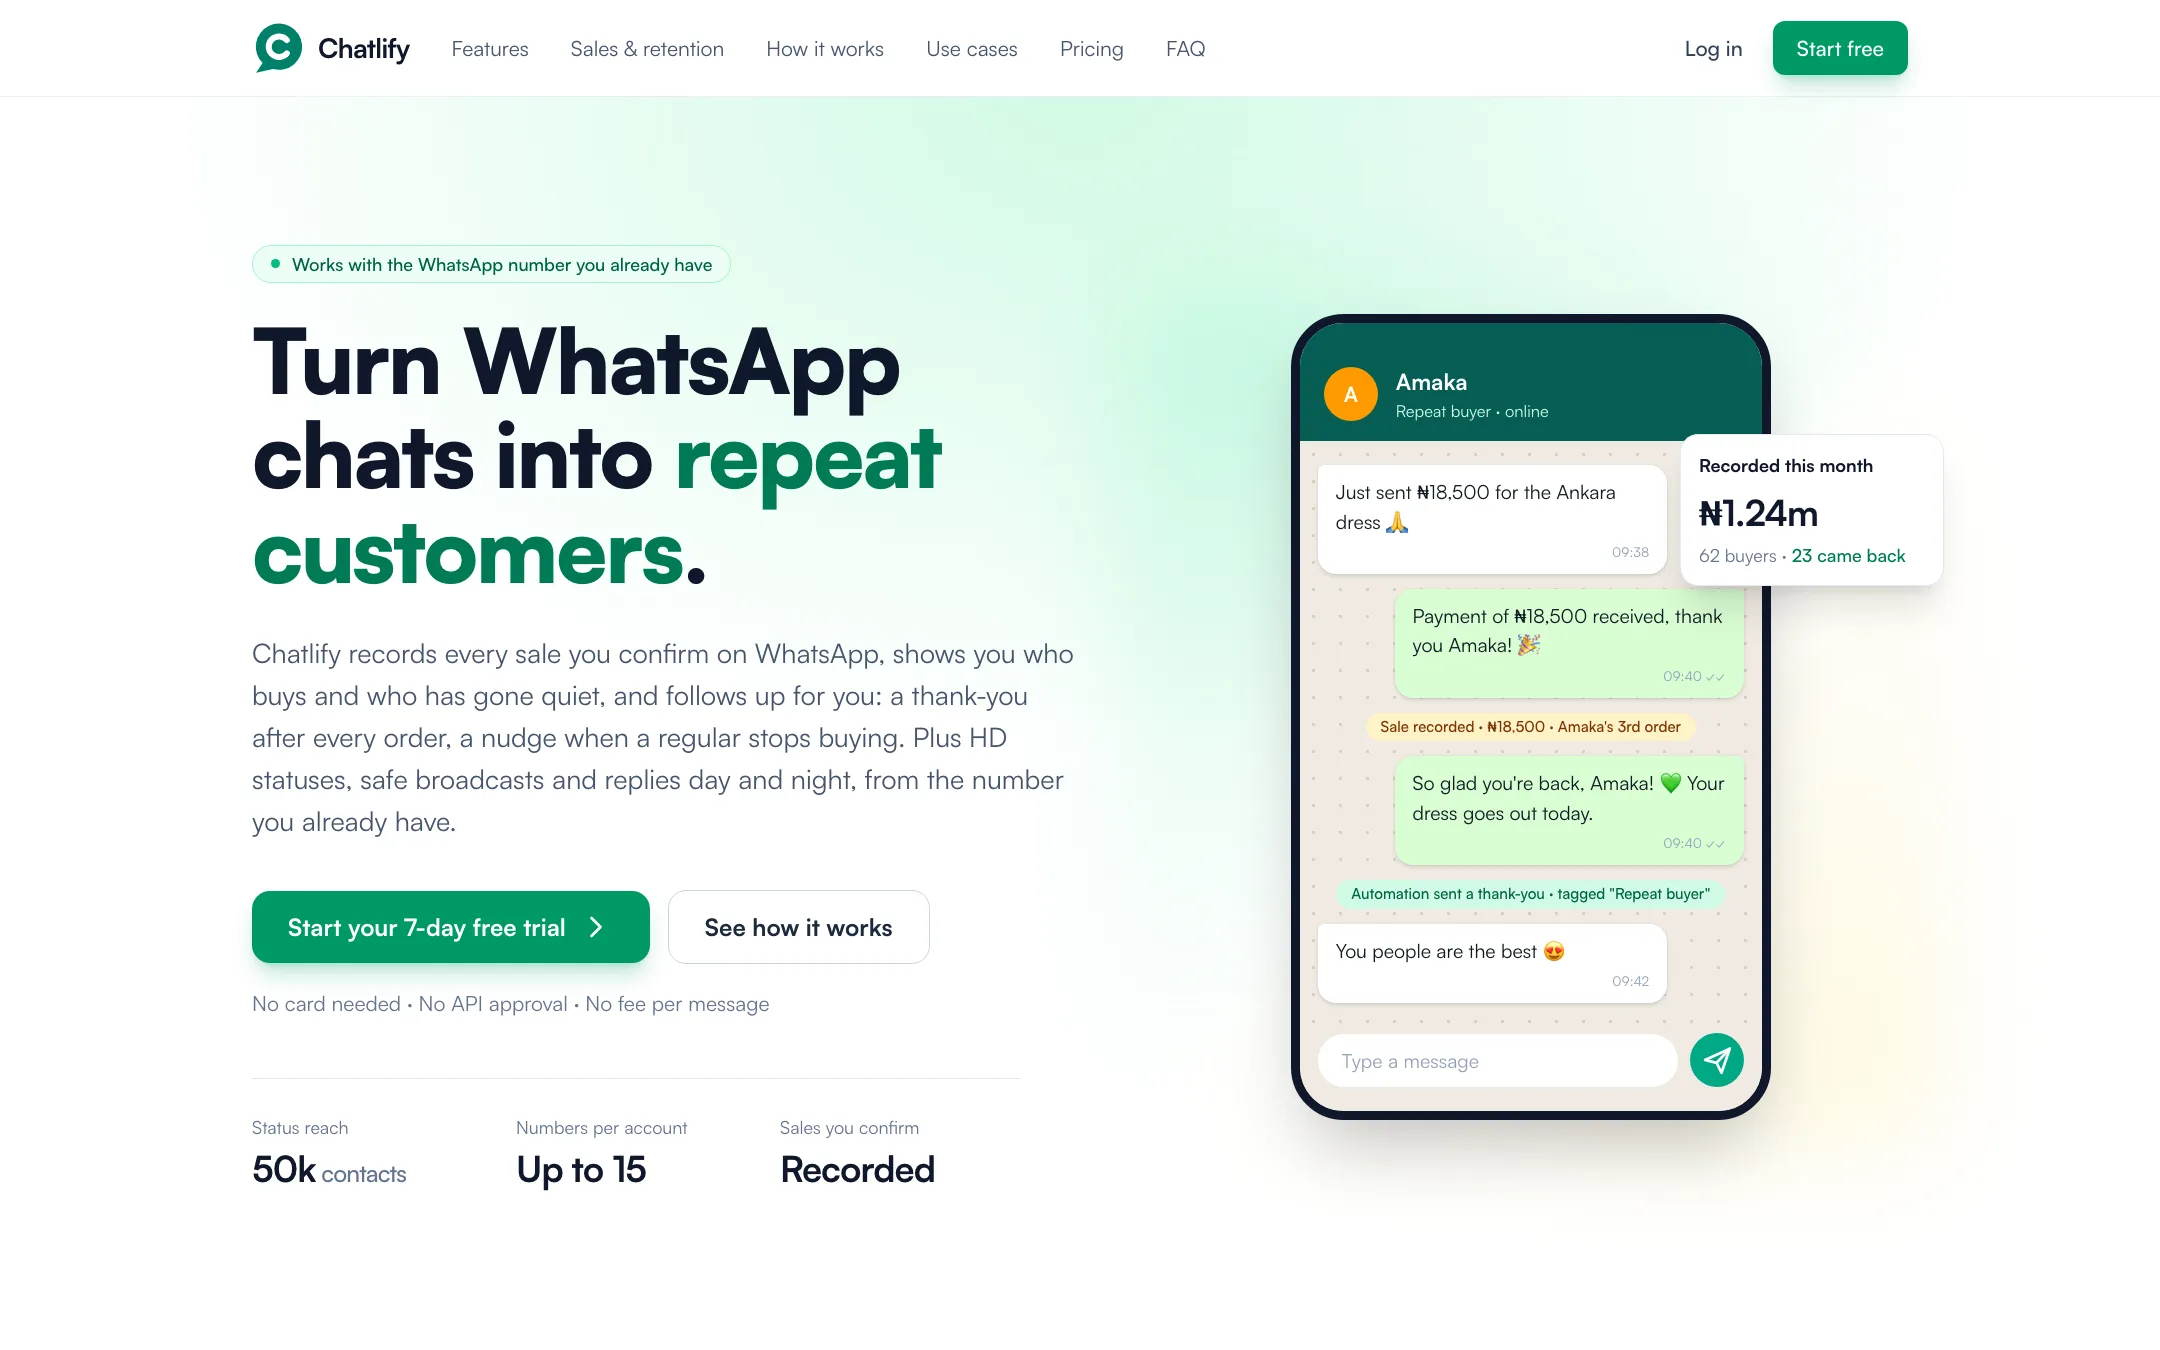 Chatlify
Features
Sales & retention
How it works
Use cases
Pricing
FAQ
Log in
Start free
Works with the WhatsApp number you already have
Turn WhatsApp
chats into repeat
customers.
Chatlify records every sale you confirm on WhatsApp, shows you who
buys and who has gone quiet, and follows up for you: a thank-you
after every order, a nudge when a regular stops buying. Plus HD
statuses, safe broadcasts and replies day and night, from the number
you already have.
Start your 7-day free trial
See how it works
No card needed · No API approval · No fee per message
Status reach
50k contacts
Numbers per account
Up to 15
Sales you confirm
Recorded
A
Amaka
Repeat buyer · online
Just sent ₦18,500 for the Ankara
dress 🙏
09:38
Recorded this month
₦1.24m
62 buyers · 23 came back
Payment of ₦18,500 received, thank
you Amaka! 🎉
09:40 ✓✓
Sale recorded · ₦18,500 · Amaka's 3rd order
So glad you're back, Amaka! 💚 Your
dress goes out today.
09:40 ✓✓
Automation sent a thank-you · tagged "Repeat buyer"
You people are the best 😍
09:42
Type a message